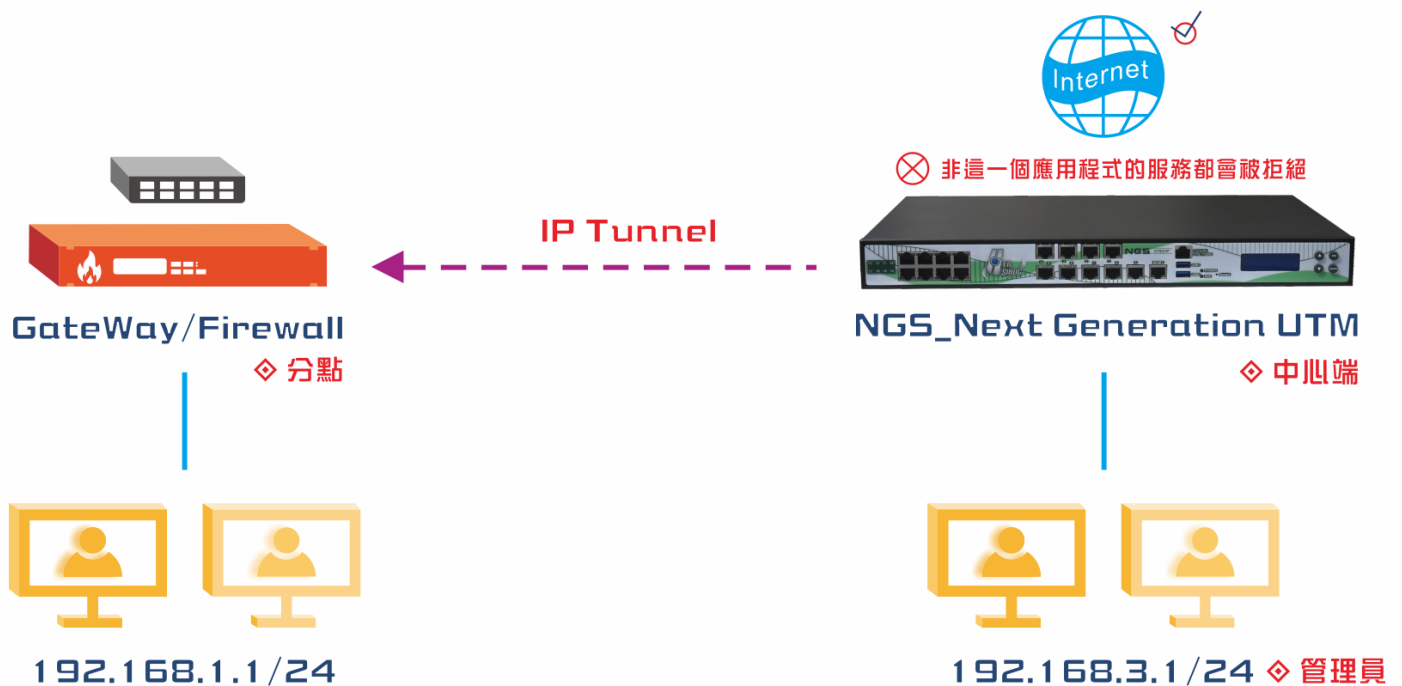 Internet
非這一個應用程式的服務都會被拒絕
IP Tunnel
NGS
GateWay/Firewall
分點
NGS_Next Generation UTM
中心端
192.168.1.1/24
192.168.3.1/24 管理員